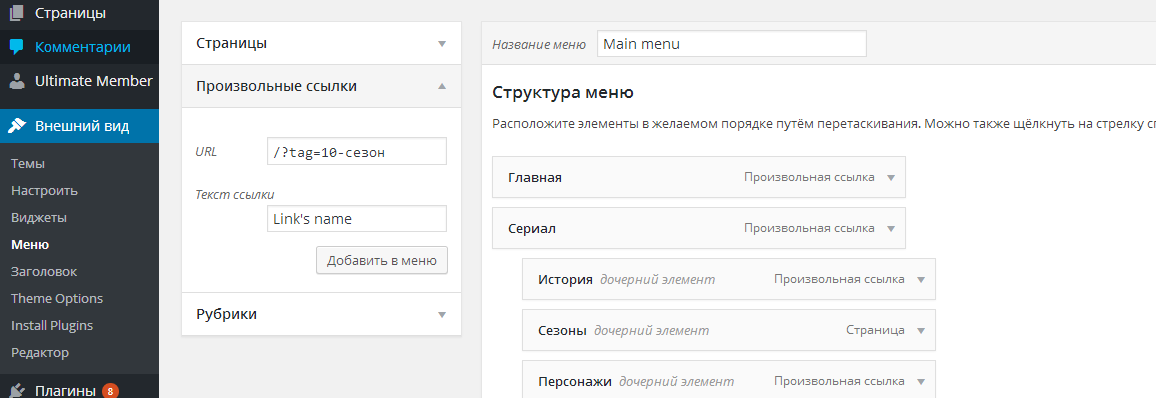 Страницы
Комментарии
Ultimate Member
Внешний вид
Темы
Настроить
Виджеты
Меню
Заголовок
Theme Options
Install Plugins
Редактор
Плагины 8
Страницы
Произвольные ссылки
URL /?tag=10-сезон
Текст ссылки
Link's name
Добавить в меню
Рубрики
Название меню Main menu
Структура меню
Расположите элементы в желаемом порядке путём перетаскивания. Можно также щёлкнуть на стрелку
Главная Произвольная ссылка
Сериал Произвольная ссылка
История дочерний элемент Произвольная ссылка
Сезоны дочерний элемент Страница
Персонажи дочерний элемент Произвольная ссылка